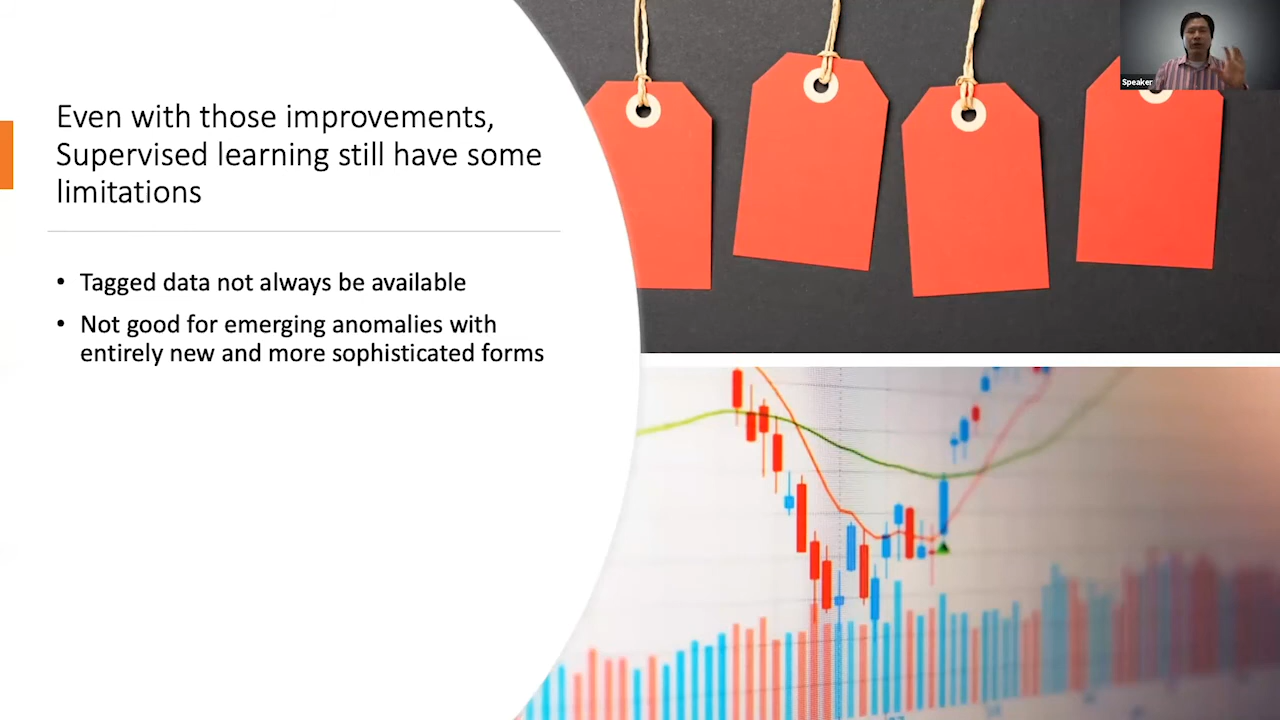 Even with those improvements,
Supervised learning still have some
limitations
• Tagged data not always be available
• Not good for emerging anomalies with
entirely new and more sophisticated forms
Speaker